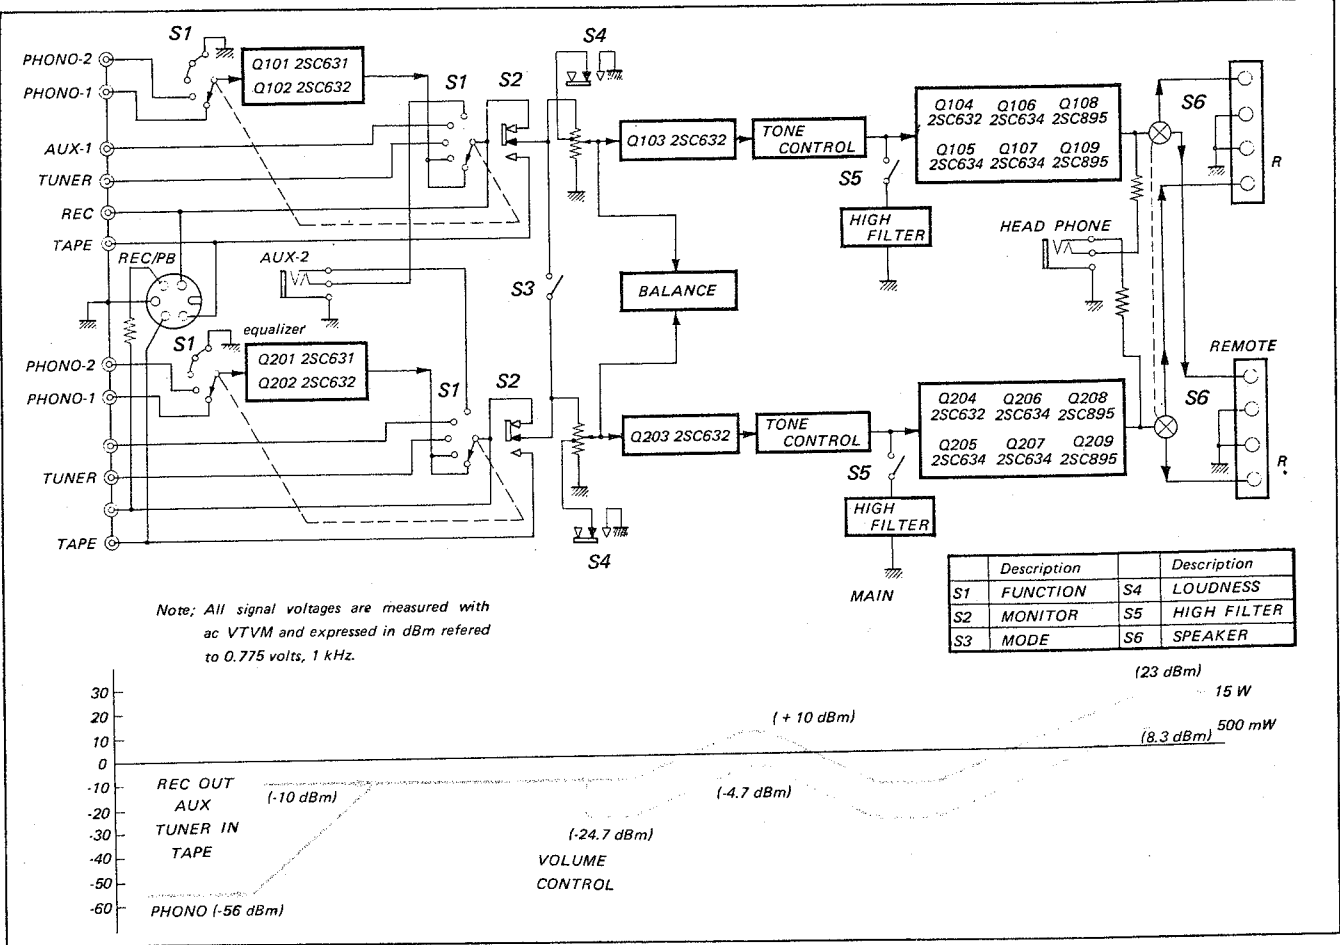 S1
S4
PHONO-2
Q101 2SC631
Q102 2SC632
S1
S2
PHONO-1
S6
Q104 Q106 Q108
2SC632 2SC634 2SC895
Q105 Q107 Q109
2SC634 2SC634 2SC895
AUX-1
Q103 2SC632
TONE
CONTROL
R
TUNER
S5
REC
HIGH
FILTER
HEAD PHONE
TAPE
REC/PB
AUX-2
S3
BALANCE
S1
equalizer
PHONO-2
Q201 2SC631
Q202 2SC632
S1
S2
REMOTE
PHONO-1
S6
Q204 Q206 Q208
2SC632 2SC634 2SC895
Q205 Q207 Q209
2SC634 2SC634 2SC895
Q203 2SC632
TONE
CONTROL
R
TUNER
S5
HIGH
FILTER
TAPE
S4
MAIN
Description Description
S1 FUNCTION S4 LOUDNESS
S2 MONITOR S5 HIGH FILTER
S3 MODE S6 SPEAKER
Note; All signal voltages are measured with
ac VTVM and expressed in dBm refered
to 0.775 volts, 1 kHz.
(23 dBm)
30
15 W
20
(+ 10 dBm)
500 mW
10
(8.3 dBm)
0
-10
REC OUT
(-10 dBm)
(-4.7 dBm)
AUX
-20
TUNER IN
-30
(-24.7 dBm)
TAPE
-40
VOLUME
CONTROL
-50
-60
PHONO (-56 dBm)